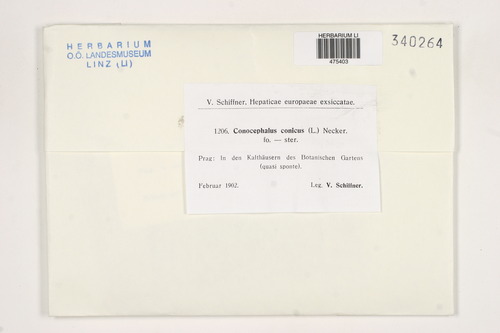 HERBARIUM
O.Ö. LANDESMUSEUM
LINZ (LI)
HERBARIUM LI
475403
340264
V. Schiffner, Hepaticae europaeae exsiccatae.
1206. Conocephalus conicus (L.) Necker.
fo. — ster.
Prag: In den Kalthäusern des Botanischen Gartens
(quasi sponte).
Februar 1902. Leg. V. Schiffner.